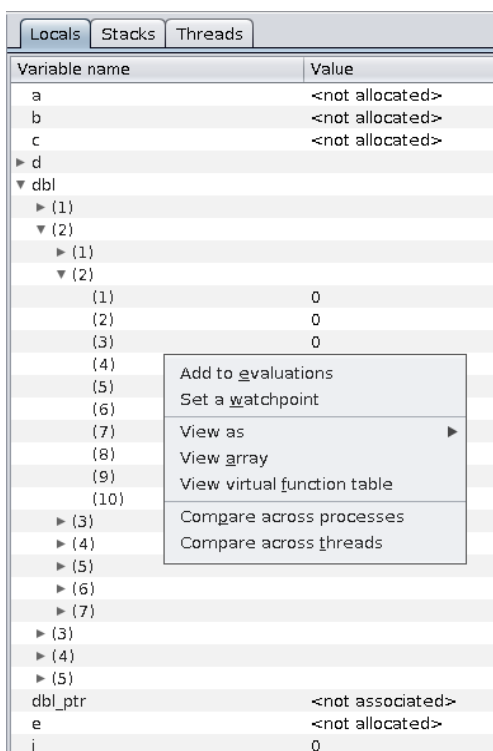 Locals Stacks Threads
Variable name Value
a <not allocated>
b <not allocated>
c <not allocated>
d
dbl
(1)
(2)
(1)
(2)
(1) 0
(2) 0
(3) 0
(4)
(5)
(6)
(7)
(8)
(9)
(10)
Add to evaluations
Set a watchpoint
View as
View array
View virtual function table
Compare across processes
Compare across threads
(3)
(4)
(5)
(6)
(7)
(3)
(4)
(5)
dbl_ptr <not associated>
e <not allocated>
i 0